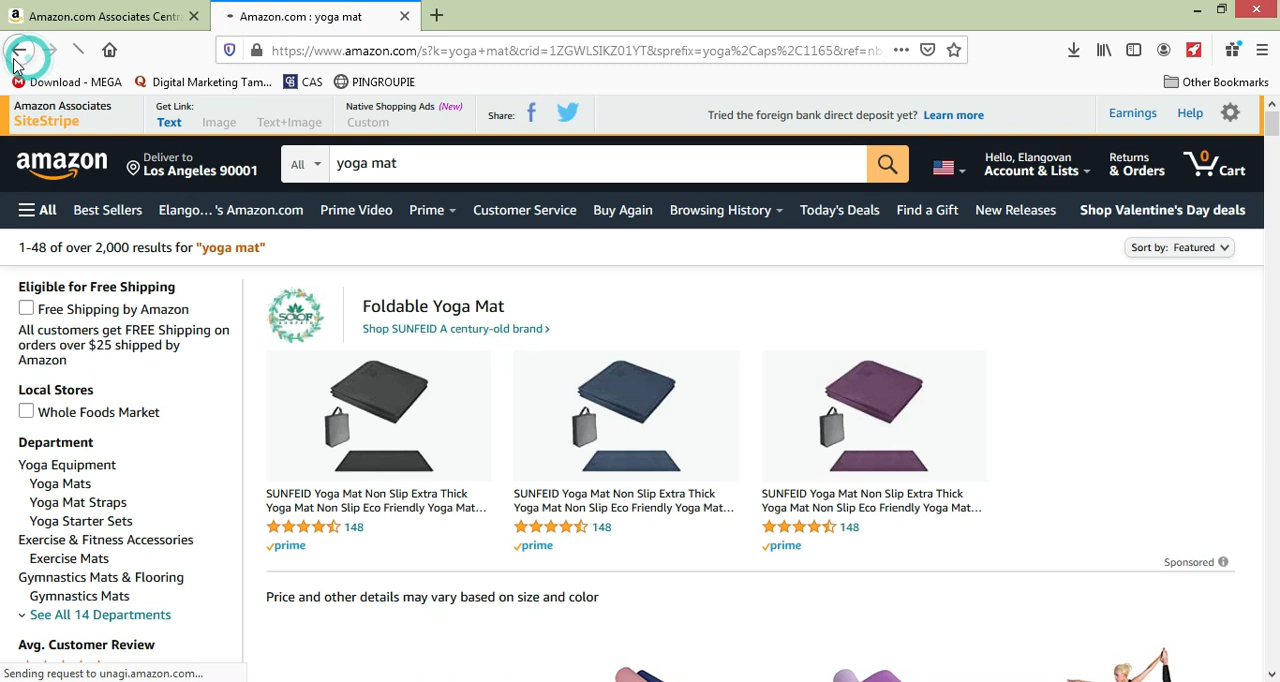 Amazon.com Associates Centr
Amazon.com : yoga mat
https://www.amazon.com/s?k=yoga+mat&crid=1ZGWLSIKZ01YT&sprefix=yoga%2Caps%2C1165&ref=nb
Download - MEGA
Digital Marketing Tam...
CAS
PINGROUPIE
Other Bookmarks
Amazon Associates
SiteStripe
Get Link:
Text Image Text+Image
Native Shopping Ads (New)
Custom
Share:
Tried the foreign bank direct deposit yet? Learn more
Earnings
Help
amazon
Deliver to
Los Angeles 90001
All
yoga mat
Hello, Elangovan
Account & Lists
Returns
& Orders
0
Cart
All Best Sellers Elango...'s Amazon.com Prime Video Prime Customer Service Buy Again Browsing History Today's Deals Find a Gift New Releases Shop Valentine's Day deals
1-48 of over 2,000 results for "yoga mat"
Sort by: Featured
Eligible for Free Shipping
Free Shipping by Amazon
All customers get FREE Shipping on
orders over $25 shipped by
Amazon
Local Stores
Whole Foods Market
Department
Yoga Equipment
Yoga Mats
Yoga Mat Straps
Yoga Starter Sets
Exercise & Fitness Accessories
Exercise Mats
Gymnastics Mats & Flooring
Gymnastics Mats
See All 14 Departments
Avg. Customer Review
Foldable Yoga Mat
Shop SUNFEID A century-old brand ›
SUNFEID Yoga Mat Non Slip Extra Thick
Yoga Mat Non Slip Eco Friendly Yoga Mat...
148
prime
SUNFEID Yoga Mat Non Slip Extra Thick
Yoga Mat Non Slip Eco Friendly Yoga Mat...
148
prime
SUNFEID Yoga Mat Non Slip Extra Thick
Yoga Mat Non Slip Eco Friendly Yoga Mat...
148
prime
Sponsored
Price and other details may vary based on size and color
Sending request to unagi.amazon.com...